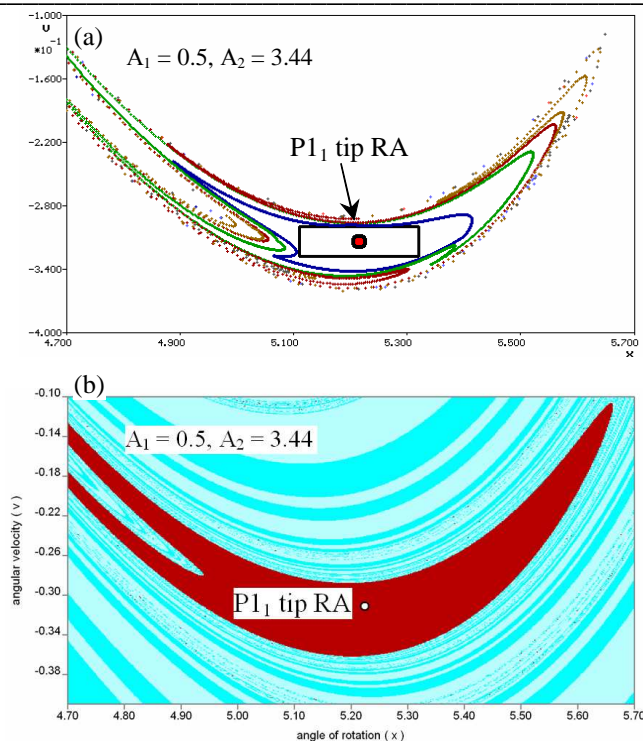 -1.000
υ
*10⁻¹
(a)
A₁ = 0.5, A₂ = 3.44
-1.600
-2.200
P1₁ tip RA
-2.800
-3.400
-4.000
4.700 4.900 5.100 5.300 5.500 5.700
x
(b)
-0.10
A₁ = 0.5, A₂ = 3.44
-0.14
-0.18
-0.22
-0.26
-0.30
P1₁ tip RA
-0.34
-0.38
angular velocity ( v )
4.70 4.80 4.90 5.00 5.10 5.20 5.30 5.40 5.50 5.60 5.70
angle of rotation ( x )